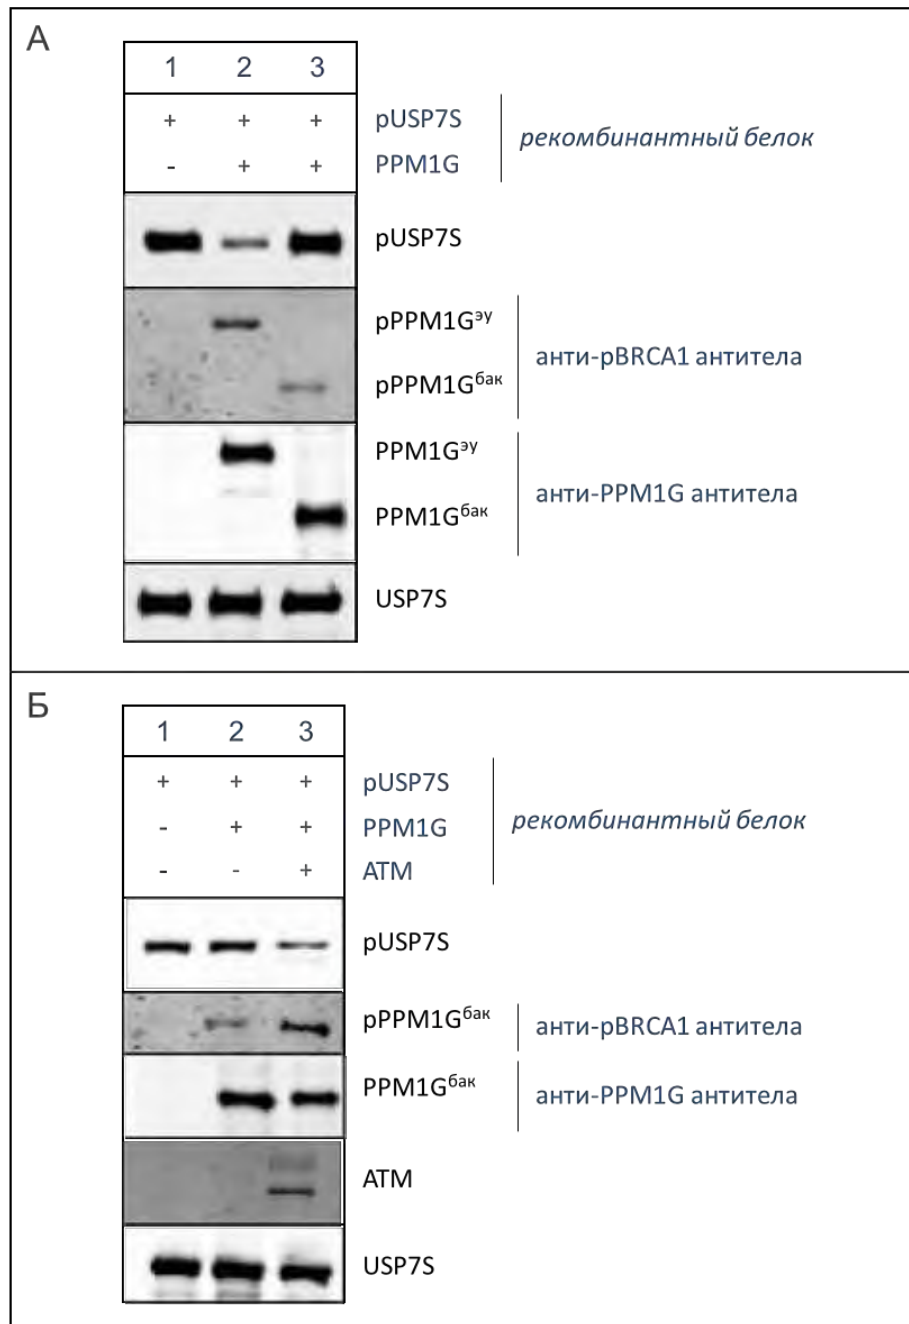 А
1 2 3
+ + + pUSP7S
рекомбинантный белок
- + + PPM1G
pUSP7S
pPPM1Gэу
анти-pBRCA1 антитела
pPPM1Gбак
PPM1Gэу
анти-PPM1G антитела
PPM1Gбак
USP7S
Б
1 2 3
+ + + pUSP7S
- + + PPM1G рекомбинантный белок
- - + ATM
pUSP7S
pPPM1Gбак анти-pBRCA1 антитела
PPM1Gбак анти-PPM1G антитела
ATM
USP7S